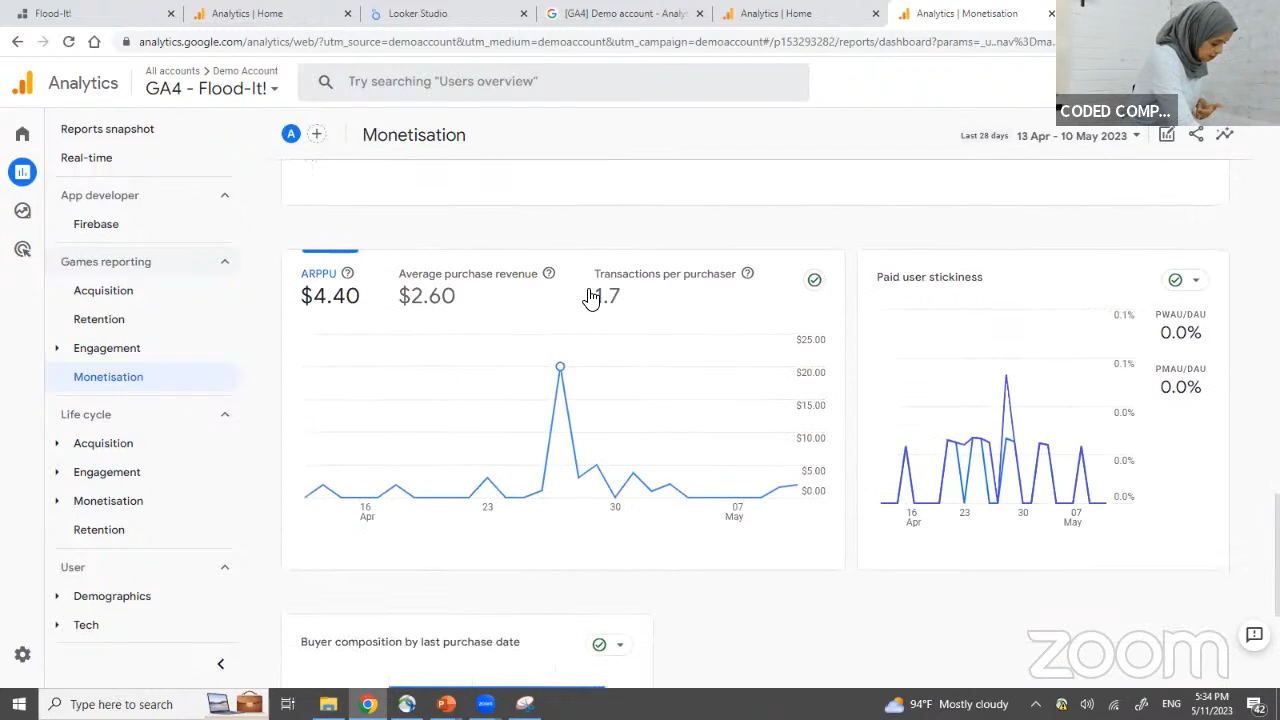 Flood-It!
Analytics | Home
Looker Studio
[GA4] Demo account - Analy
Analytics | Home
Analytics | Monetisation
analytics.google.com/analytics/web/?utm_source=demoaccount&utm_medium=demoaccount&utm_campaign=demoaccount#/p153293282/reports/dashboard?params=_u..nav%3Dma...
CODED COMP...
Analytics
All accounts > Demo Account
GA4 - Flood-It!
Try searching "Users overview"
Reports snapshot
Real-time
App developer
Firebase
Games reporting
Acquisition
Retention
Engagement
Monetisation
Life cycle
Acquisition
Engagement
Monetisation
Retention
User
Demographics
Tech
A
Monetisation
Last 28 days 13 Apr - 10 May 2023
ARPPU
$4.40
Average purchase revenue
$2.60
Transactions per purchaser
1.7
$25.00
$20.00
$15.00
$10.00
$5.00
$0.00
16
Apr
23
30
07
May
Paid user stickiness
0.1%
0.1%
0.0%
0.0%
0.0%
16
Apr
23
30
07
May
PWAU/DAU
0.0%
PMAU/DAU
0.0%
Buyer composition by last purchase date
zoom
Type here to search
94°F Mostly cloudy
ENG
5:34 PM
5/11/2023
42